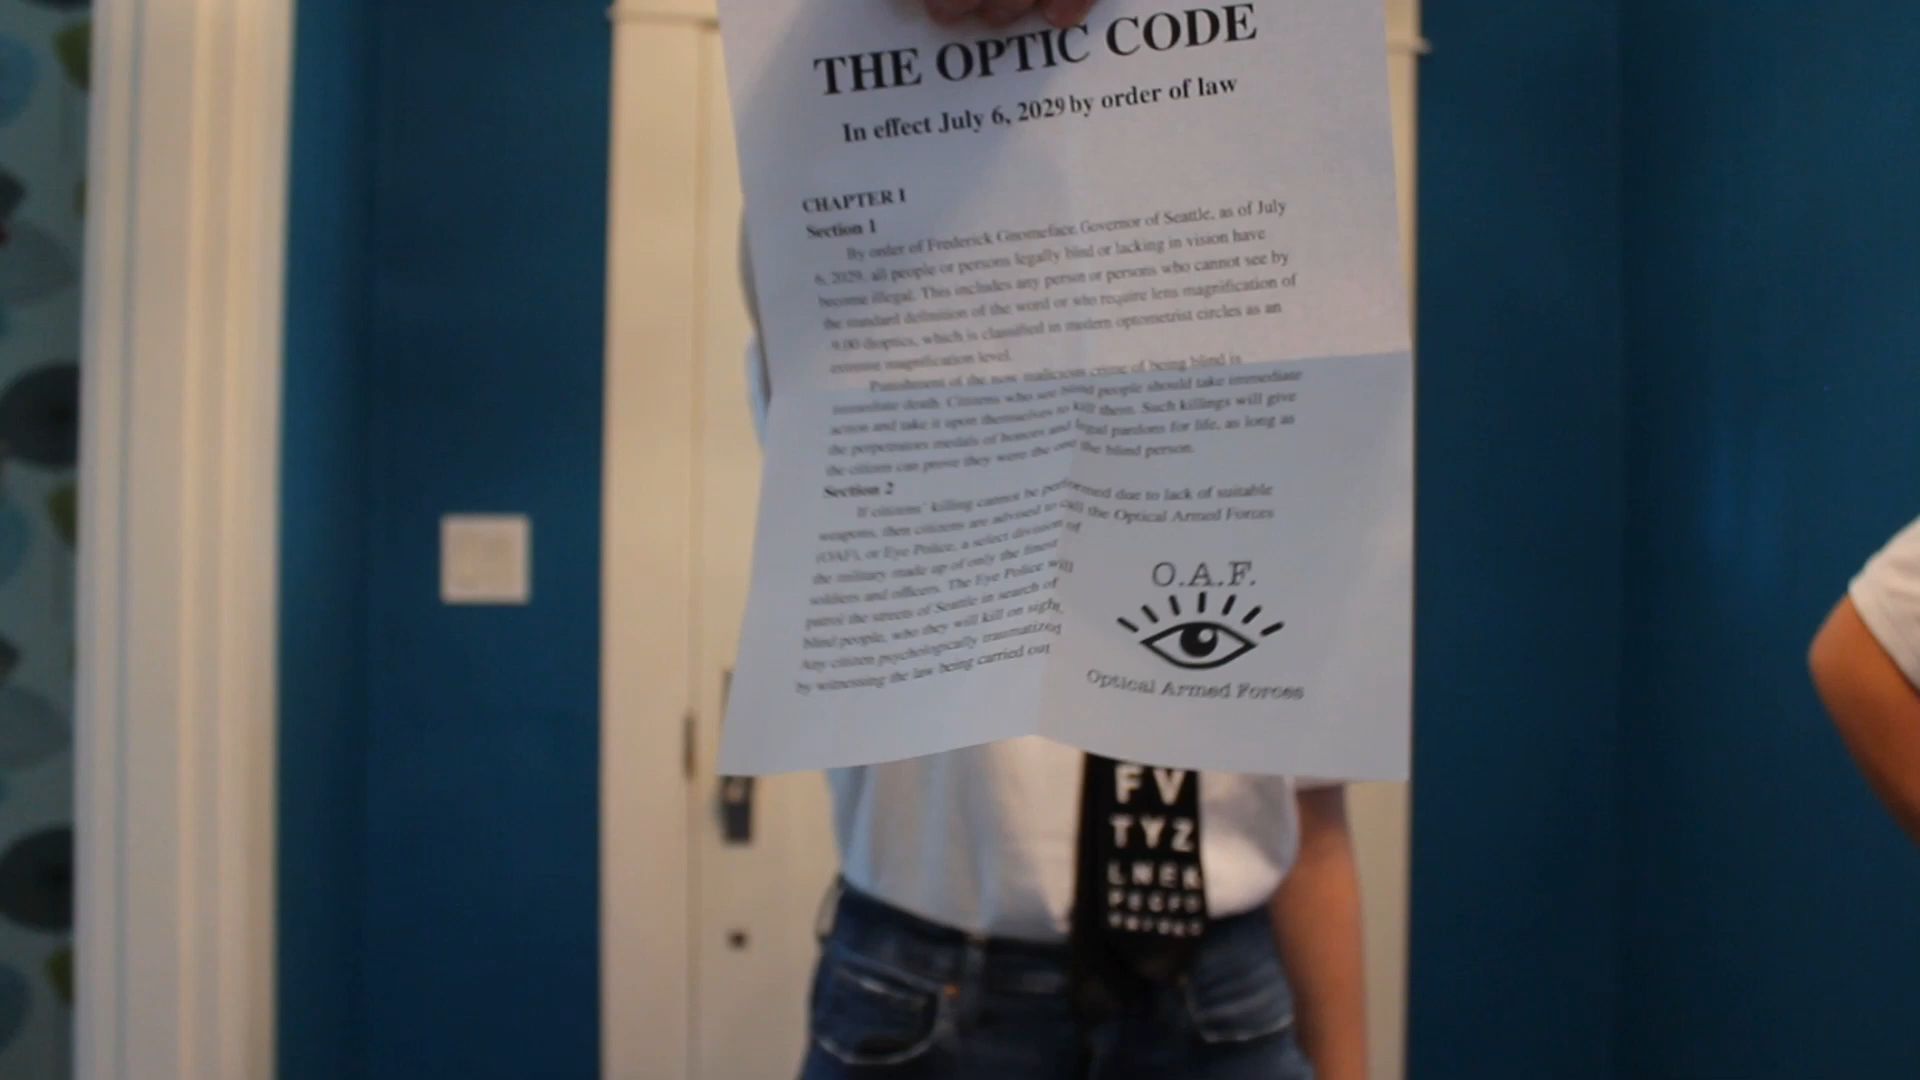 THE OPTIC CODE
In effect July 6, 2029 by order of law
CHAPTER I
Section 1
By order of Frederick Gnomeface, Governor of Seattle, as of July
6, 2029, all people or persons legally blind or lacking in vision have
become illegal. This includes any person or persons who cannot see by
the standard definition of the word or who require lens magnification of
9.00 dioptics, which is classified in modern optometrist circles as an
extreme magnification level.
Punishment of the now malicious crime of being blind is
immediate death. Citizens who see blind people should take immediate
action and take it upon themselves to kill them. Such killings will give
the perpetrators medals of honors and legal pardons for life, as long as
the citizen can prove they were the one the blind person.
Section 2
If citizens' killing cannot be performed due to lack of suitable
weapons, then citizens are advised to call the Optical Armed Forces
(OAF), or Eye Police, a select division of
the military made up of only the finest
soldiers and officers. The Eye Police will
patrol the streets of Seattle in search of
blind people, who they will kill on sight.
Any citizen psychologically traumatized
by witnessing the law being carried out
O.A.F.
Optical Armed Forces
F V
T Y Z